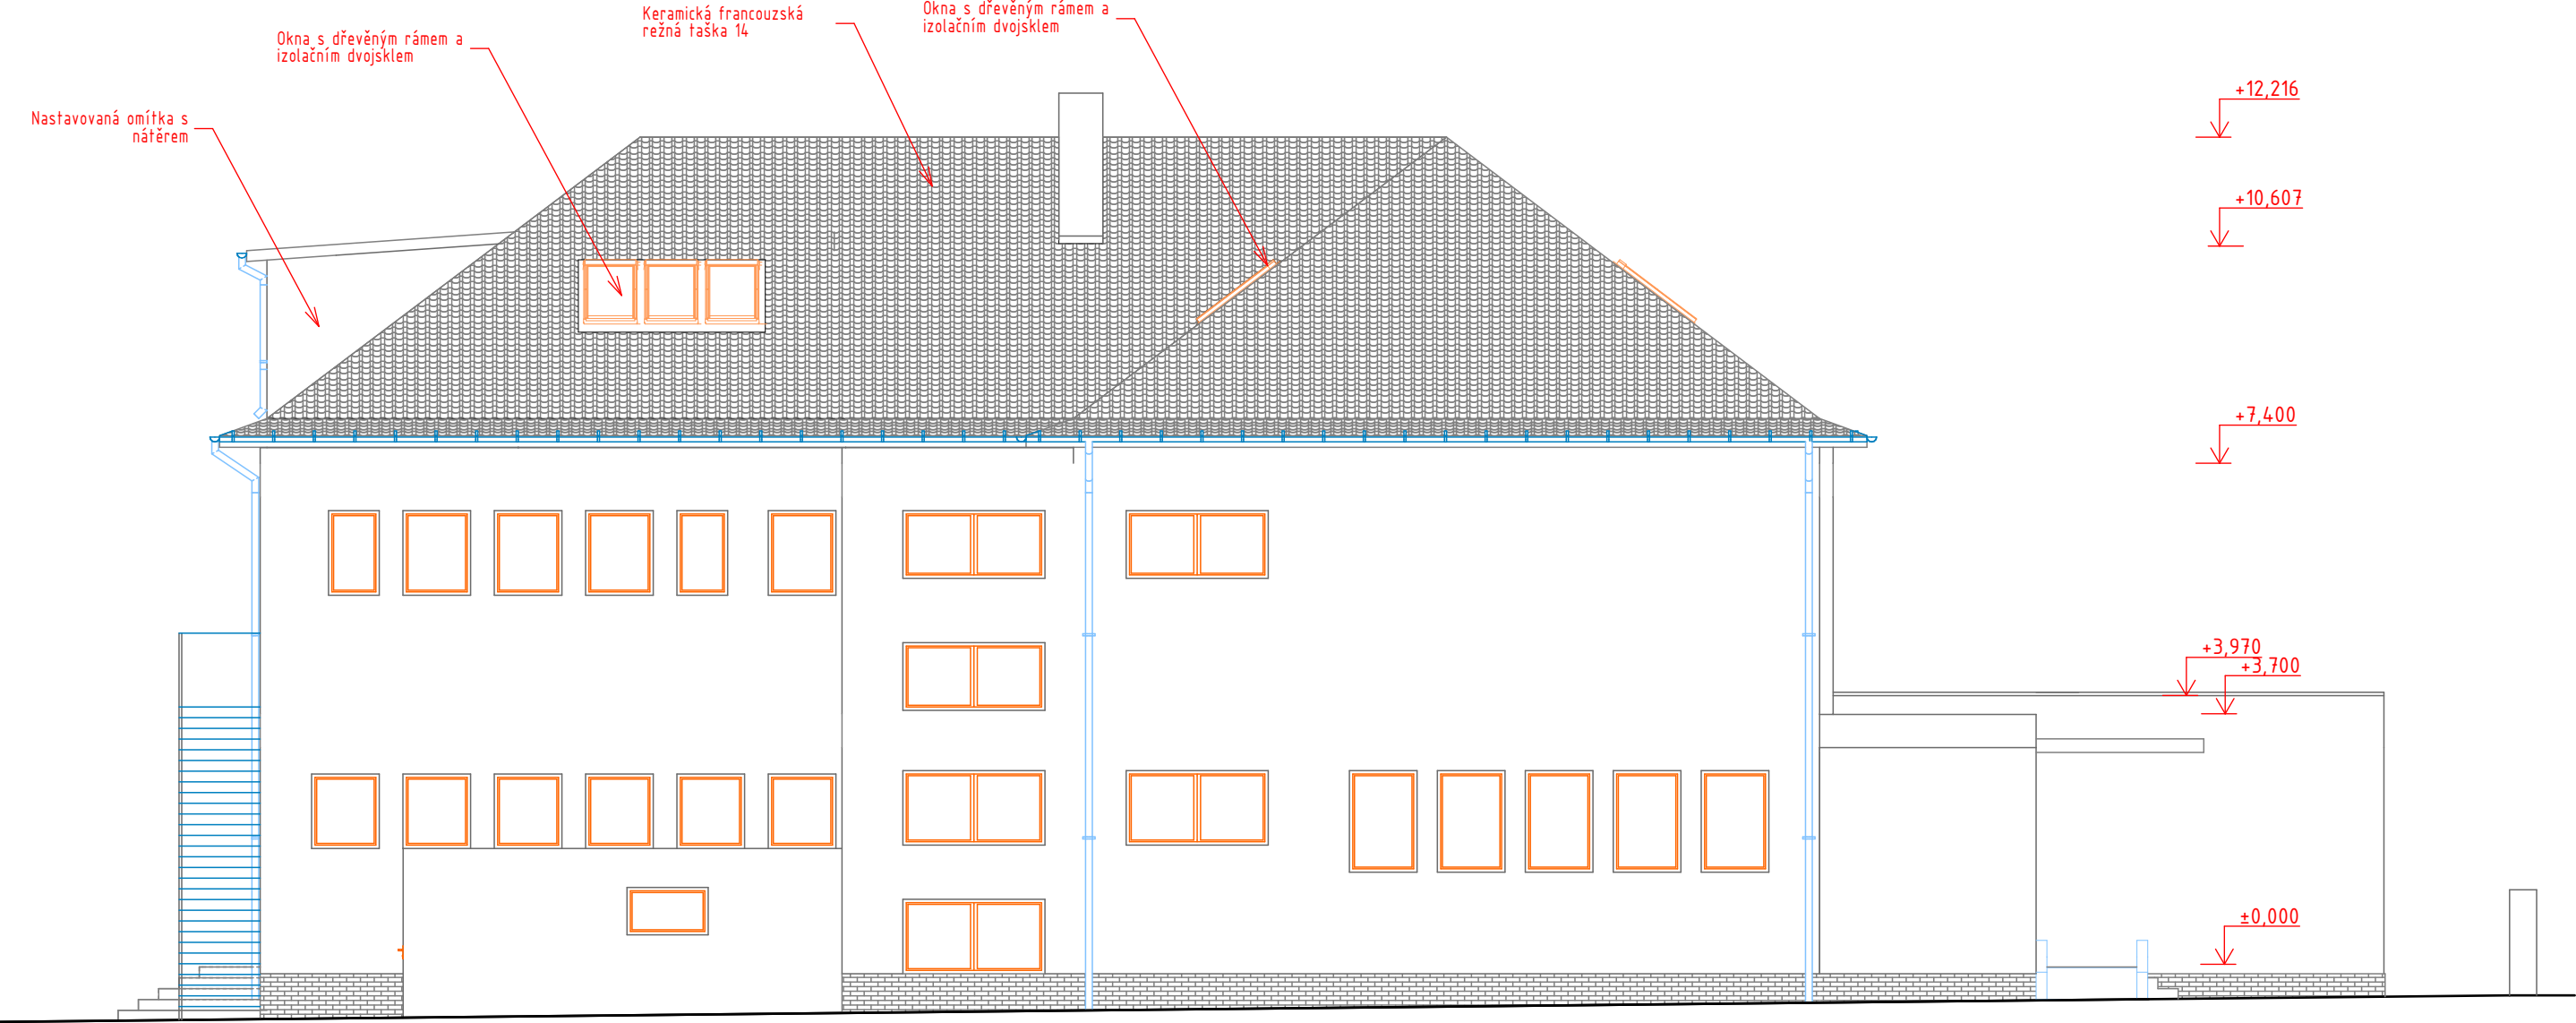 Okna s dřevěným rámem a
izolačním dvojsklem
Keramická francouzská
režná taška 14
Okna s dřevěným rámem a
izolačním dvojsklem
Nastavovaná omítka s
nátěrem
+12,216
+10,607
+7,400
+3,970
+3,700
±0,000